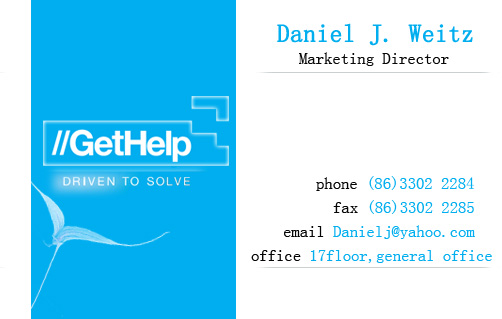 //GetHelp
DRIVEN TO SOLVE
Daniel J. Weitz
Marketing Director
phone (86)3302 2284
fax (86)3302 2285
email Danielj@yahoo.com
office 17floor,general office